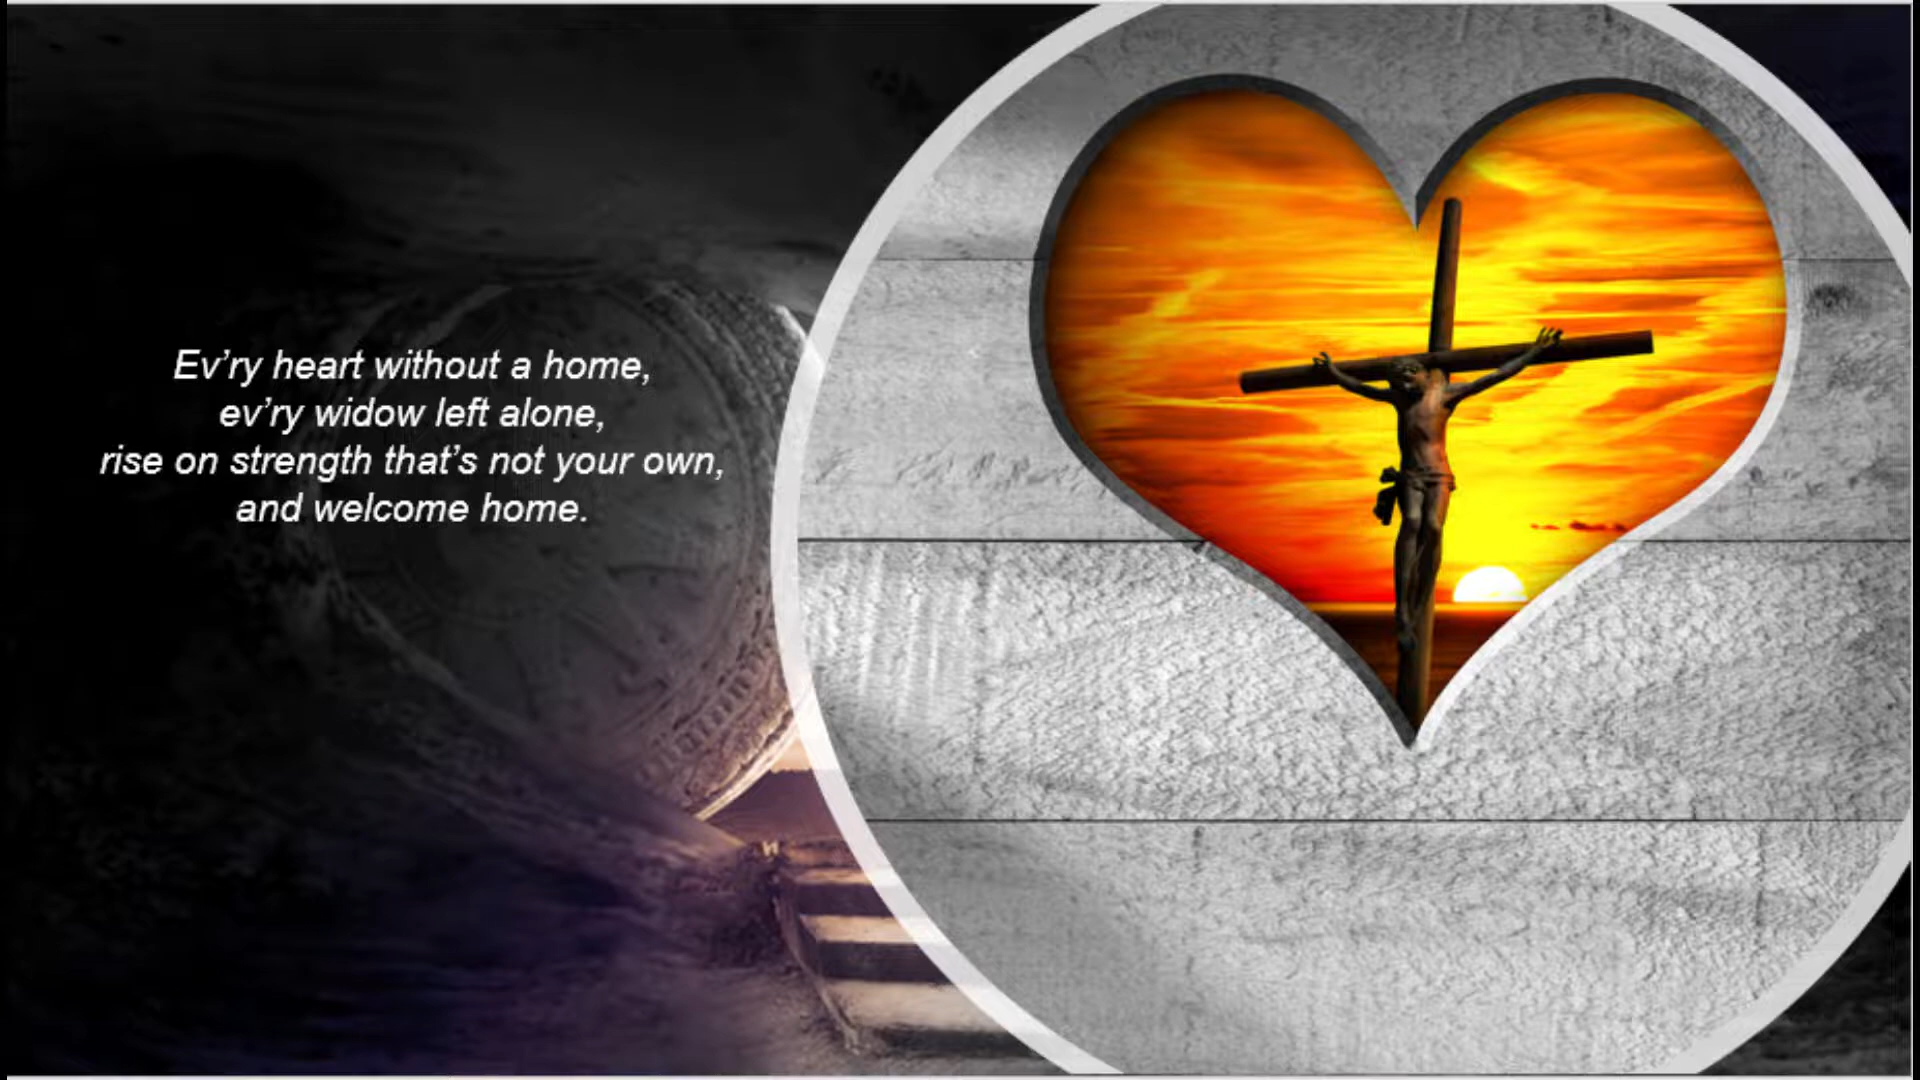 Ev’ry heart without a home,
ev’ry widow left alone,
rise on strength that’s not your own,
and welcome home.